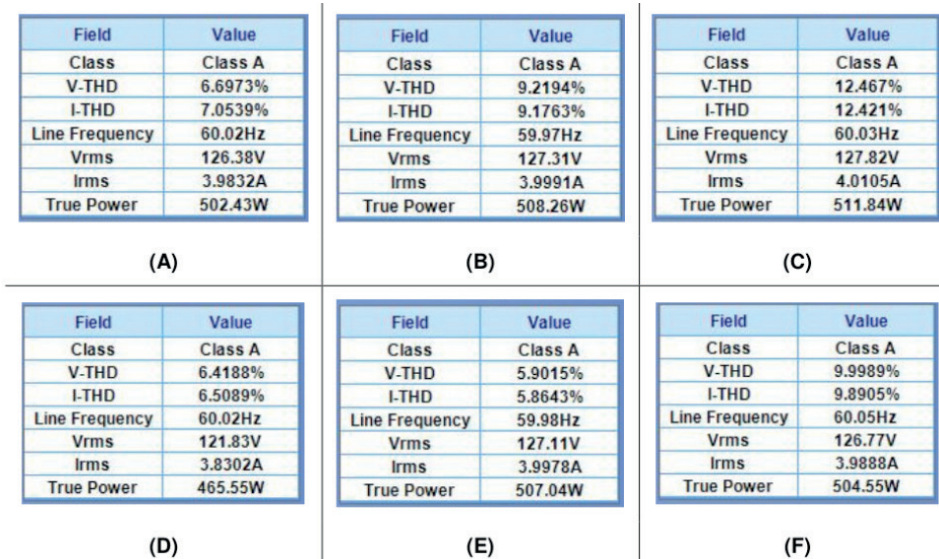 Field Value
Class Class A
V-THD 6.6973%
I-THD 7.0539%
Line Frequency 60.02Hz
Vrms 126.38V
Irms 3.9832A
True Power 502.43W
(A)
Field Value
Class Class A
V-THD 9.2194%
I-THD 9.1763%
Line Frequency 59.97Hz
Vrms 127.31V
Irms 3.9991A
True Power 508.26W
(B)
Field Value
Class Class A
V-THD 12.467%
I-THD 12.421%
Line Frequency 60.03Hz
Vrms 127.82V
Irms 4.0105A
True Power 511.84W
(C)
Field Value
Class Class A
V-THD 6.4188%
I-THD 6.5089%
Line Frequency 60.02Hz
Vrms 121.83V
Irms 3.8302A
True Power 465.55W
(D)
Field Value
Class Class A
V-THD 5.9015%
I-THD 5.8643%
Line Frequency 59.98Hz
Vrms 127.11V
Irms 3.9978A
True Power 507.04W
(E)
Field Value
Class Class A
V-THD 9.9989%
I-THD 9.8905%
Line Frequency 60.05Hz
Vrms 126.77V
Irms 3.9888A
True Power 504.55W
(F)